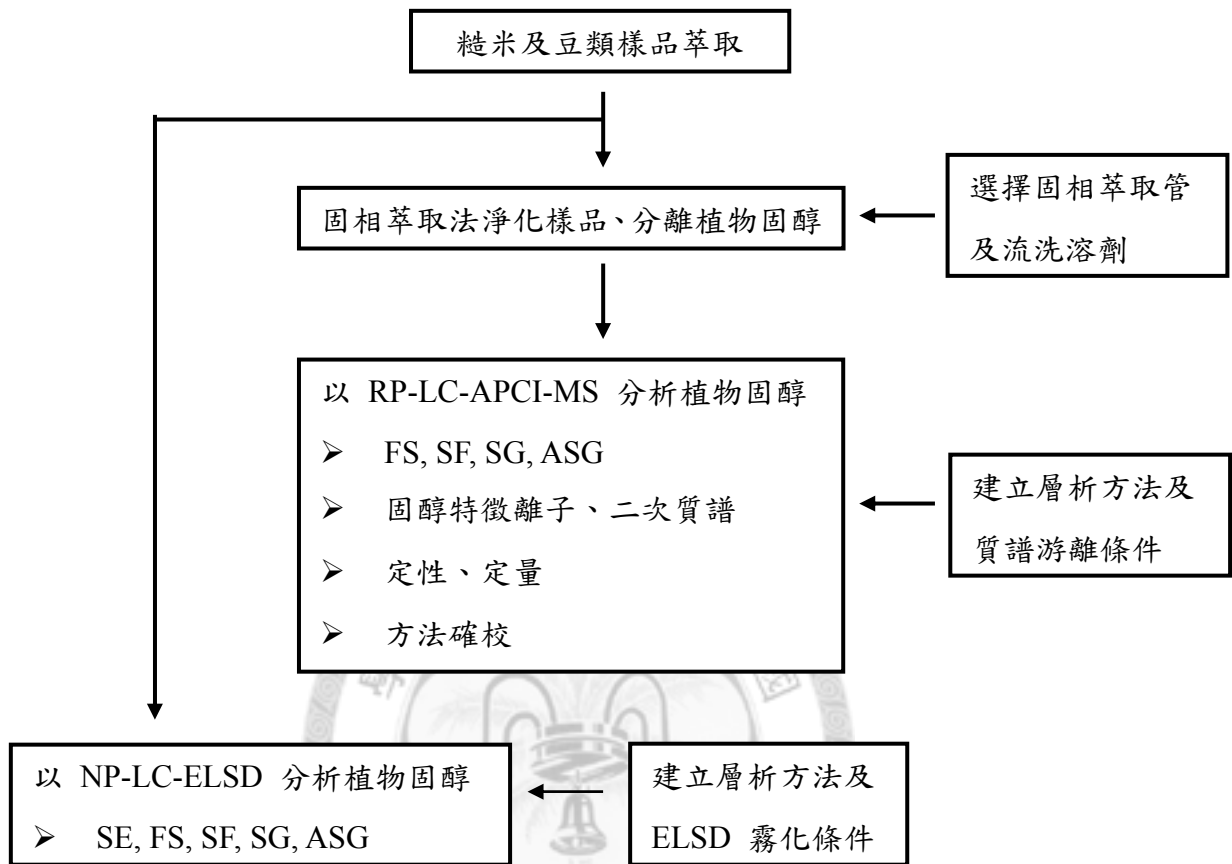 糙米及豆類樣品萃取
固相萃取法淨化樣品、分離植物固醇
選擇固相萃取管
及流洗溶劑
以 RP-LC-APCI-MS 分析植物固醇
➢ FS, SF, SG, ASG
➢ 固醇特徵離子、二次質譜
➢ 定性、定量
➢ 方法確校
建立層析方法及
質譜游離條件
以 NP-LC-ELSD 分析植物固醇
➢ SE, FS, SF, SG, ASG
建立層析方法及
ELSD 霧化條件